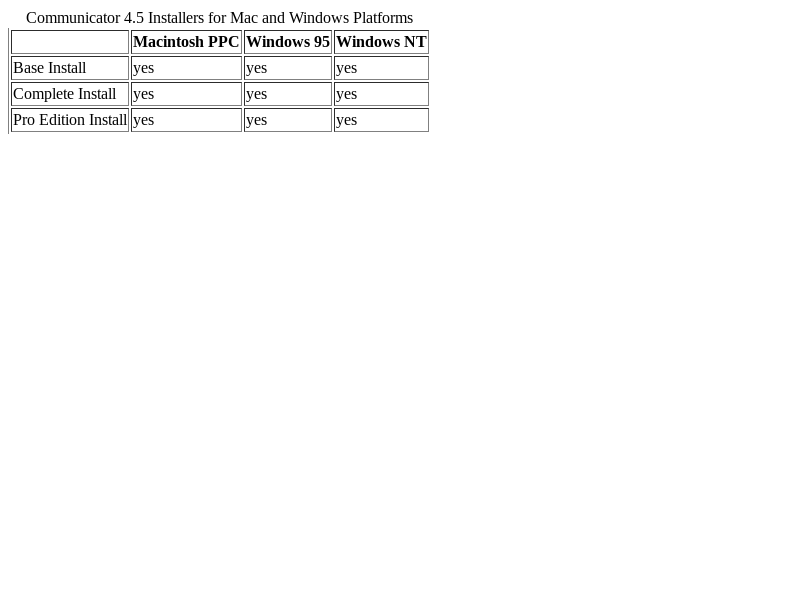 Communicator 4.5 Installers for Mac and Windows Platforms
Macintosh PPC Windows 95 Windows NT
Base Install yes yes yes
Complete Install yes yes yes
Pro Edition Install yes yes yes